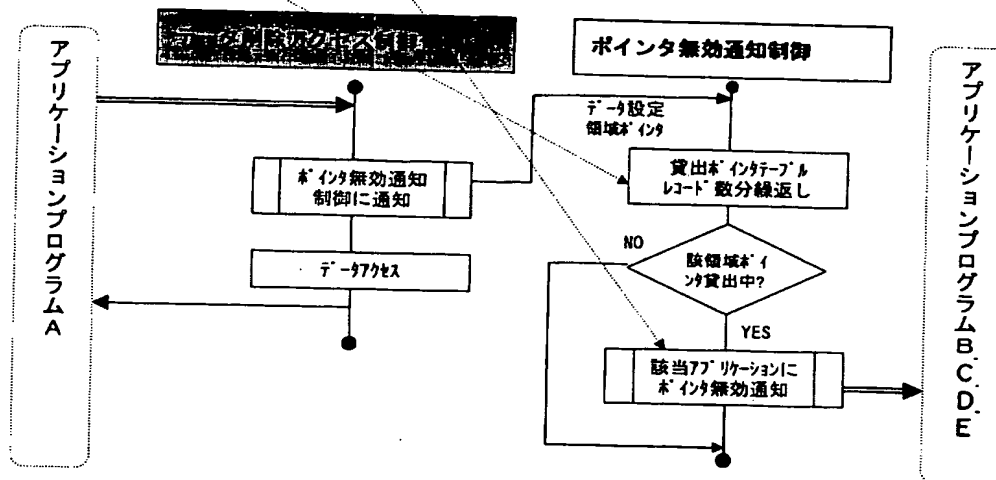 アプリケーションプログラムA
ポインタ無効通知制御
データ設定
領域ポインタ
ポインタ無効通知
制御に通知
データアクセス
貸出ポインタテーブル
レコード数分繰返し
NO
該領域ポイ
ンタ貸出中?
YES
該当アプリケーションに
ポインタ無効通知
アプリケーションプログラムB.C.D.E